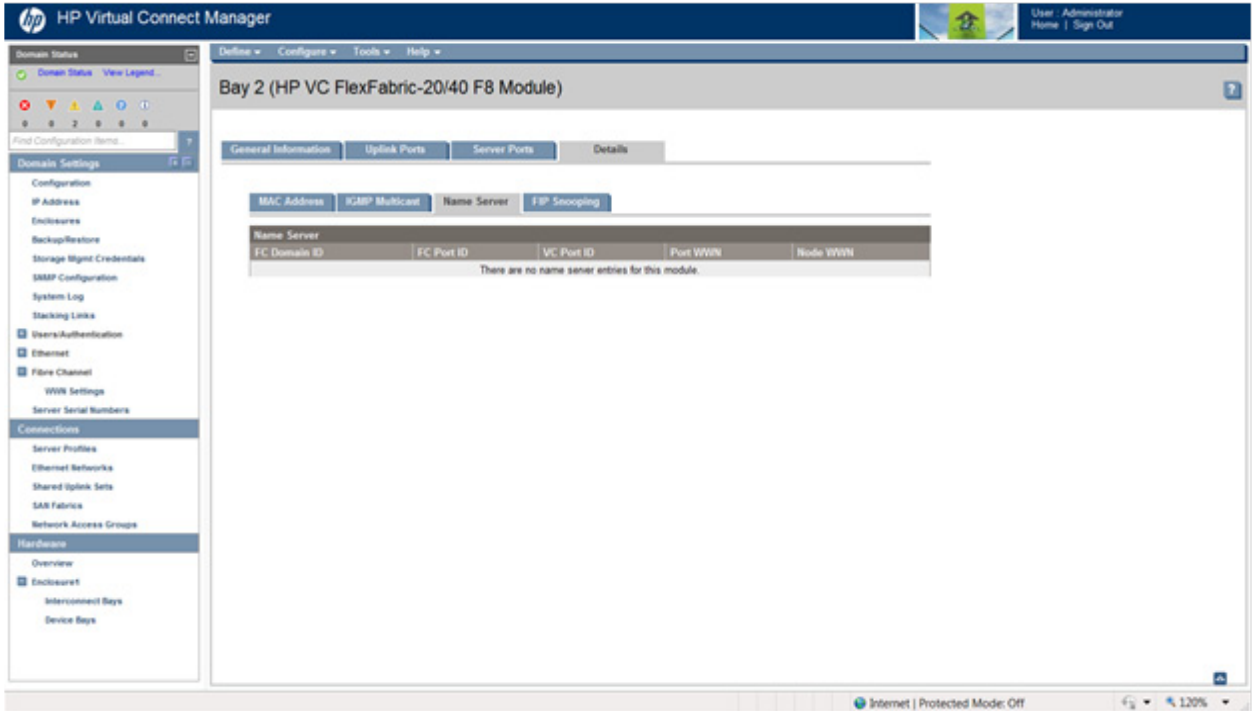 hp HP Virtual Connect Manager
User : Administrator
Home | Sign Out
Domain Status
Define Configure Tools Help
Domain Status View Legend...
Bay 2 (HP VC FlexFabric-20/40 F8 Module)
?
0 0 2 0 0 0
Find Configuration Items...
?
General Information Uplink Ports Server Ports Details
Domain Settings
Configuration
IP Address
Enclosures
Backup/Restore
Storage Mgmt Credentials
SNMP Configuration
System Log
Stacking Links
Users/Authentication
Ethernet
Fibre Channel
WWN Settings
Server Serial Numbers
Connections
Server Profiles
Ethernet Networks
Shared Uplink Sets
SAN Fabrics
Network Access Groups
Hardware
Overview
Enclosure1
Interconnect Bays
Device Bays
MAC Address IGMP Multicast Name Server FIP Snooping
Name Server
FC Domain ID FC Port ID VC Port ID Port WWN Node WWN
There are no name server entries for this module.
Internet | Protected Mode: Off
120%